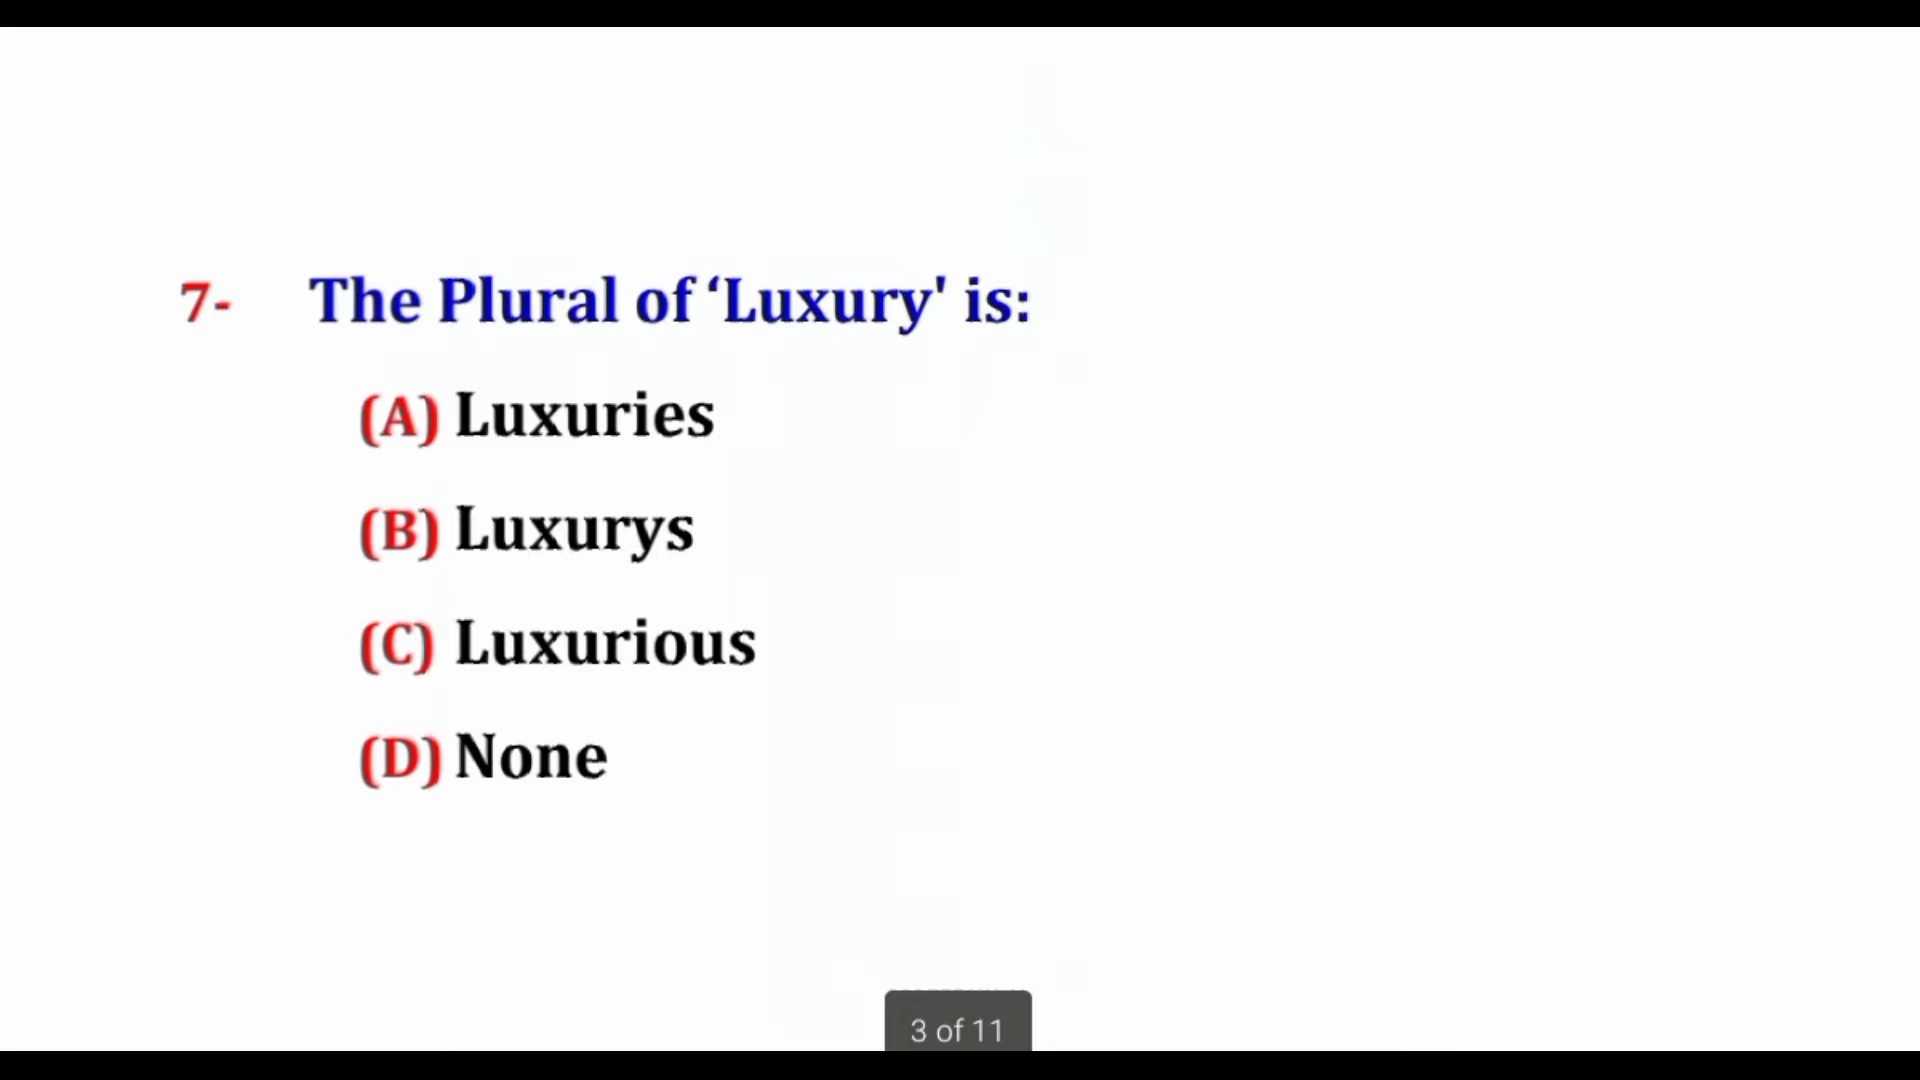 7- The Plural of ‘Luxury' is:
(A) Luxuries
(B) Luxurys
(C) Luxurious
(D) None
3 of 11